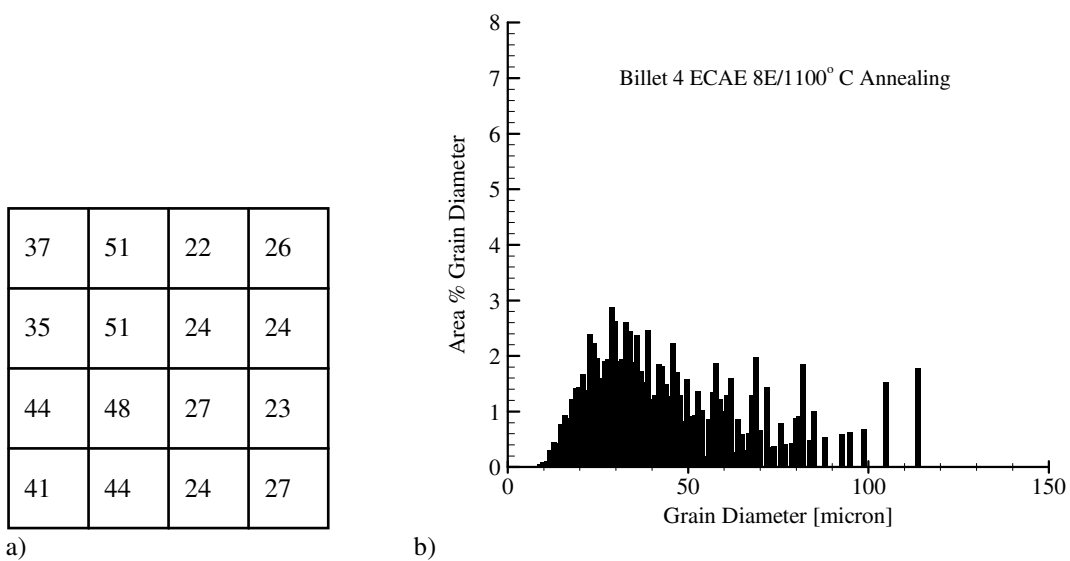 37 51 22 26
35 51 24 24
44 48 27 23
41 44 24 27
a)
8
7
6
5
4
3
2
1
0
Area % Grain Diameter
Billet 4 ECAE 8E/1100° C Annealing
0 50 100 150
Grain Diameter [micron]
b)